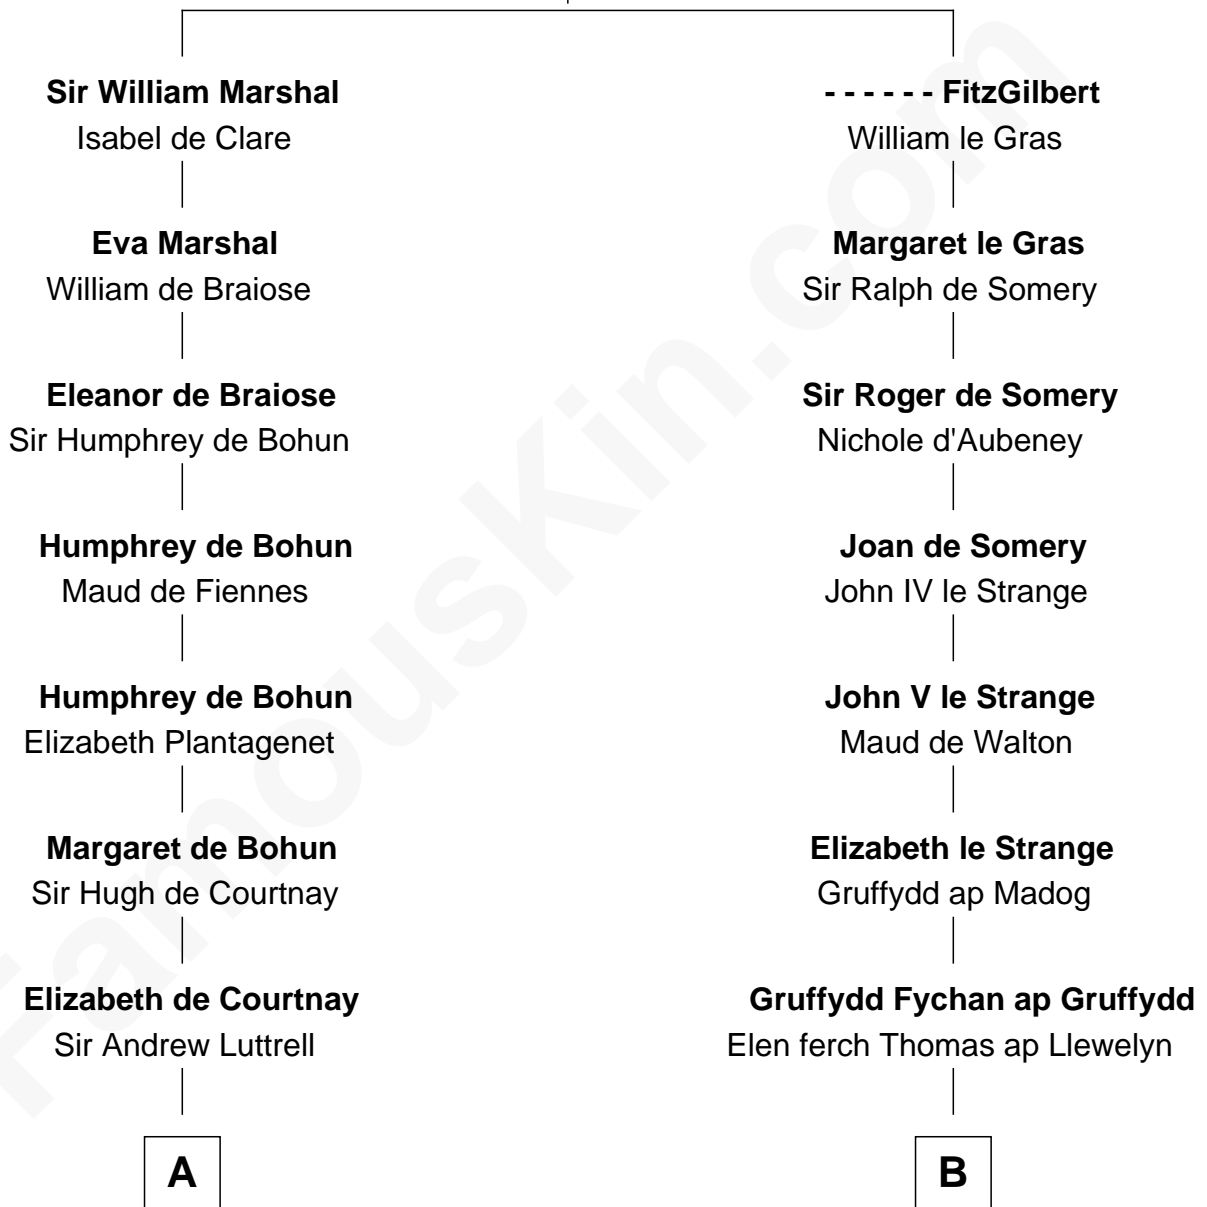 Sir William Marshal
Isabel de Clare
Eva Marshal
William de Braiose
Eleanor de Braiose
Sir Humphrey de Bohun
Humphrey de Bohun
Maud de Fiennes
Humphrey de Bohun
Elizabeth Plantagenet
Margaret de Bohun
Sir Hugh de Courtnay
Elizabeth de Courtnay
Sir Andrew Luttrell
A
- - - - - - FitzGilbert
William le Gras
Margaret le Gras
Sir Ralph de Somery
Sir Roger de Somery
Nichole d'Aubeney
Joan de Somery
John IV le Strange
John V le Strange
Maud de Walton
Elizabeth le Strange
Gruffydd ap Madog
Gruffydd Fychan ap Gruffydd
Elen ferch Thomas ap Llewelyn
B
FamousKin.com